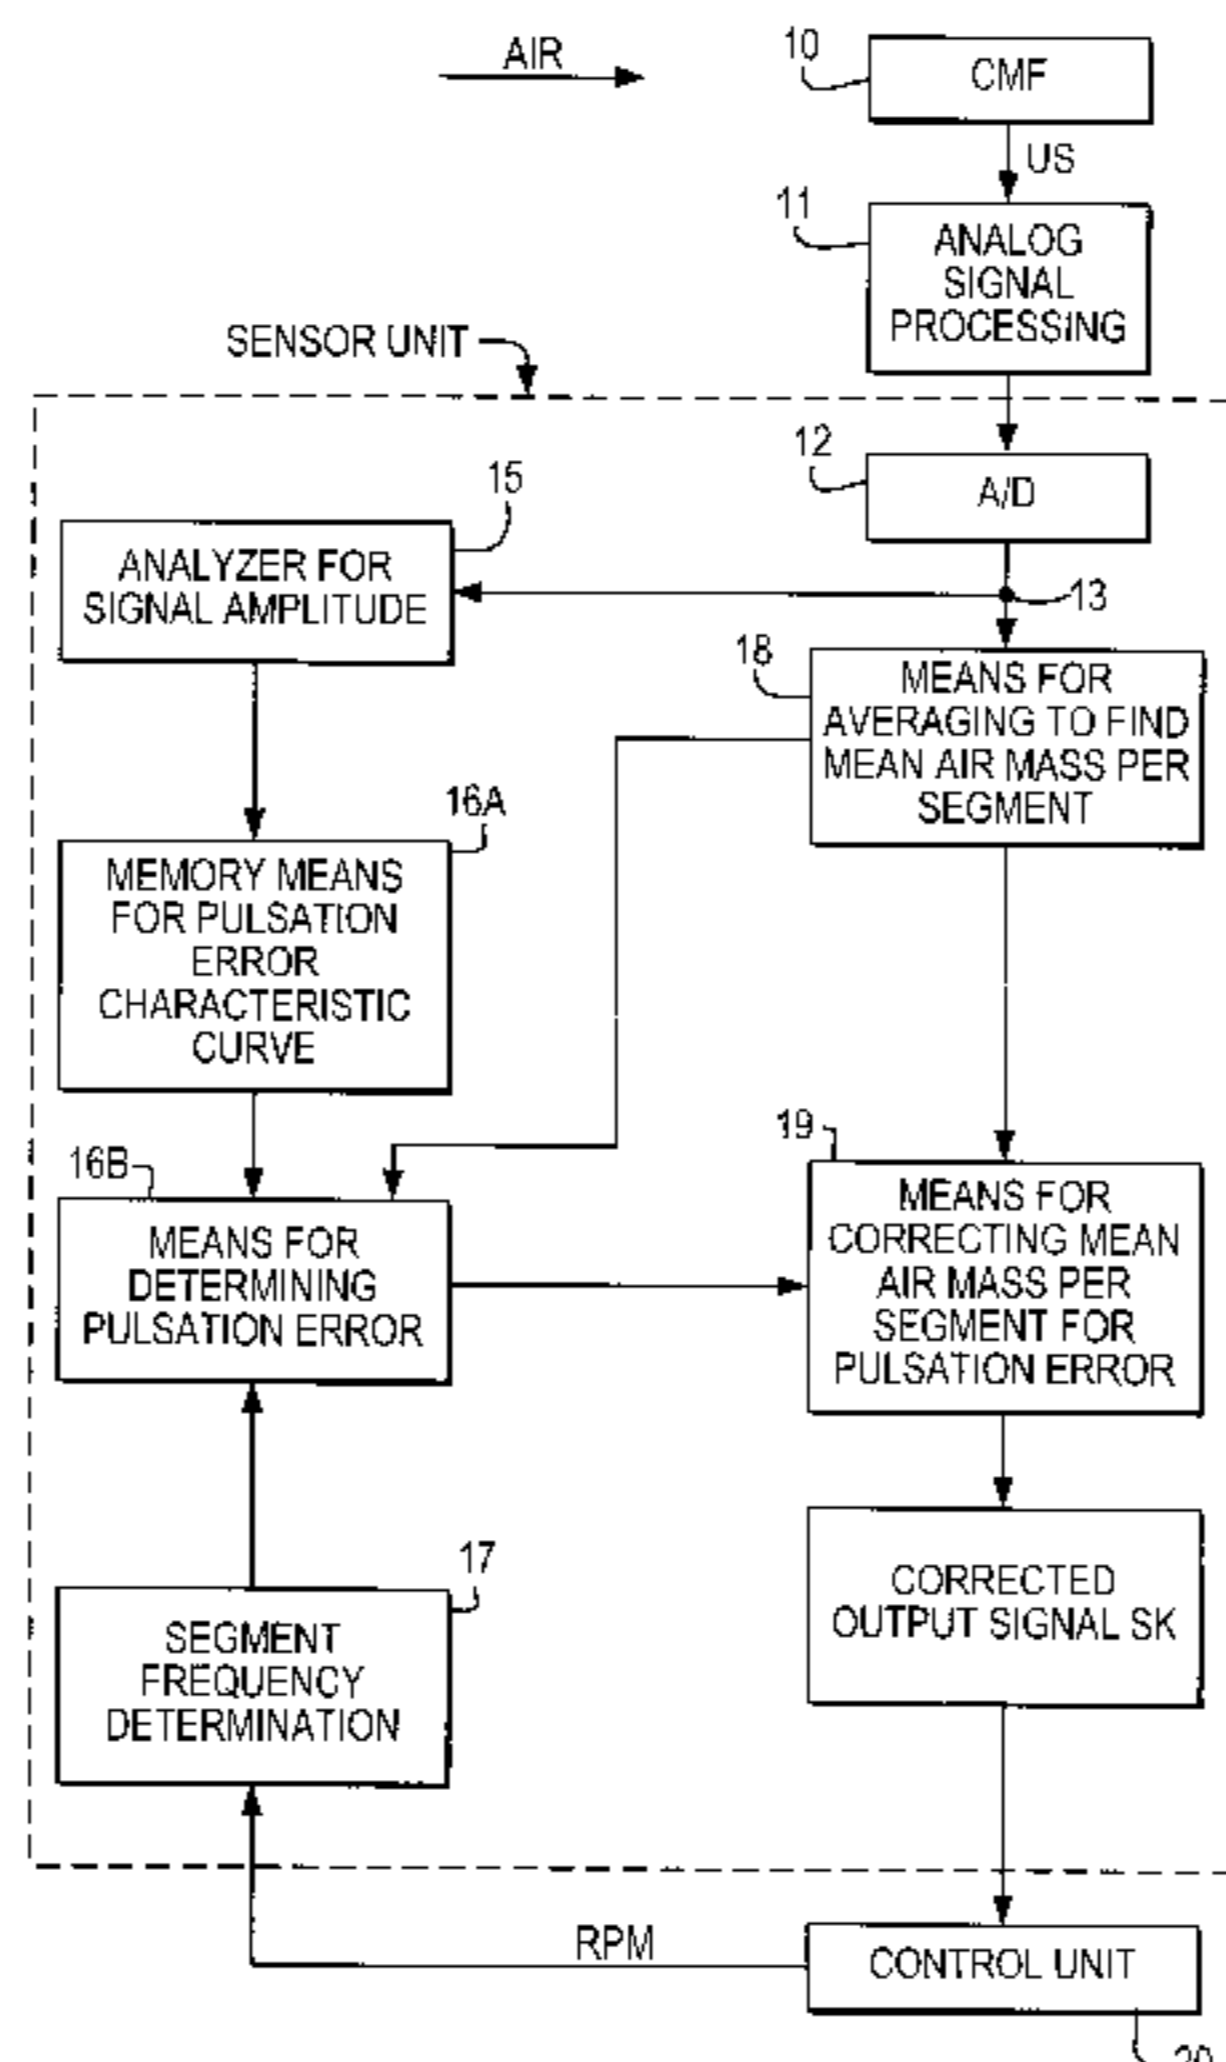 AIR
10
CMF
US
11
ANALOG
SIGNAL
PROCESSING
SENSOR UNIT
12
A/D
13
15
ANALYZER FOR
SIGNAL AMPLITUDE
18
MEANS FOR
AVERAGING TO FIND
MEAN AIR MASS PER
SEGMENT
16A
MEMORY MEANS
FOR PULSATION
ERROR
CHARACTERISTIC
CURVE
16B
MEANS FOR
DETERMINING
PULSATION ERROR
19
MEANS FOR
CORRECTING MEAN
AIR MASS PER
SEGMENT FOR
PULSATION ERROR
17
SEGMENT
FREQUENCY
DETERMINATION
CORRECTED
OUTPUT SIGNAL SK
RPM
CONTROL UNIT